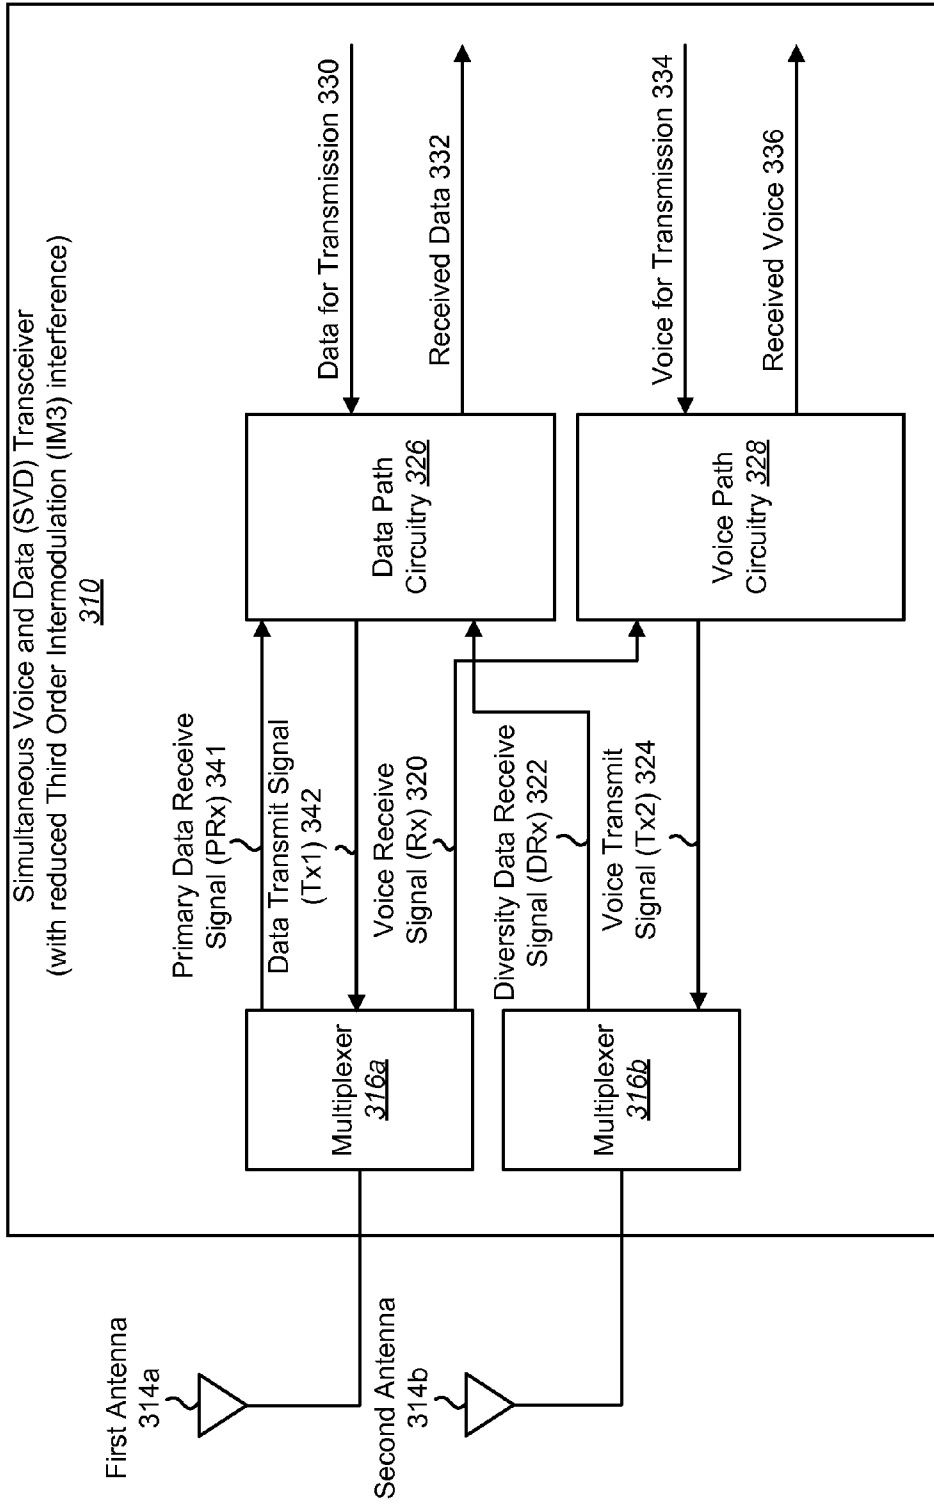 Simultaneous Voice and Data (SVD) Transceiver
(with reduced Third Order Intermodulation (IM3) interference)
310
First Antenna
314a
Second Antenna
314b
Multiplexer
316a
Multiplexer
316b
Primary Data Receive
Signal (PRx) 341
Data Transmit Signal
(Tx1) 342
Voice Receive
Signal (Rx) 320
Diversity Data Receive
Signal (DRx) 322
Voice Transmit
Signal (Tx2) 324
Data Path
Circuitry 326
Voice Path
Circuitry 328
Data for Transmission 330
Received Data 332
Voice for Transmission 334
Received Voice 336